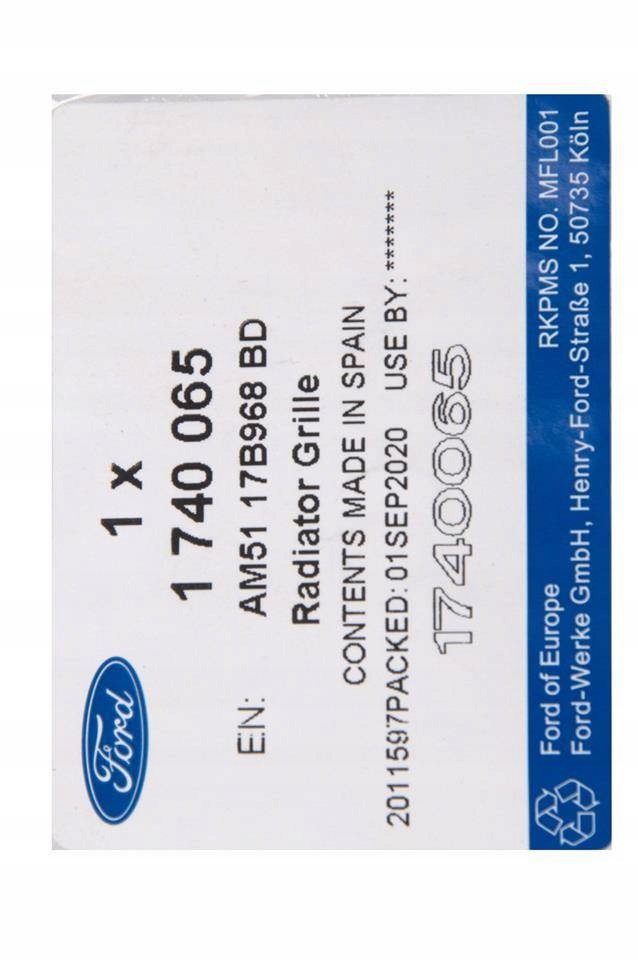 Ford
1 x
1 740 065
EN: AM51 17B968 BD
Radiator Grille
CONTENTS MADE IN SPAIN
2011597PACKED: 01SEP2020 USE BY: *******
1740065
RKPMS NO. MFL001
Ford of Europe
Ford-Werke GmbH, Henry-Ford-Straße 1, 50735 Köln